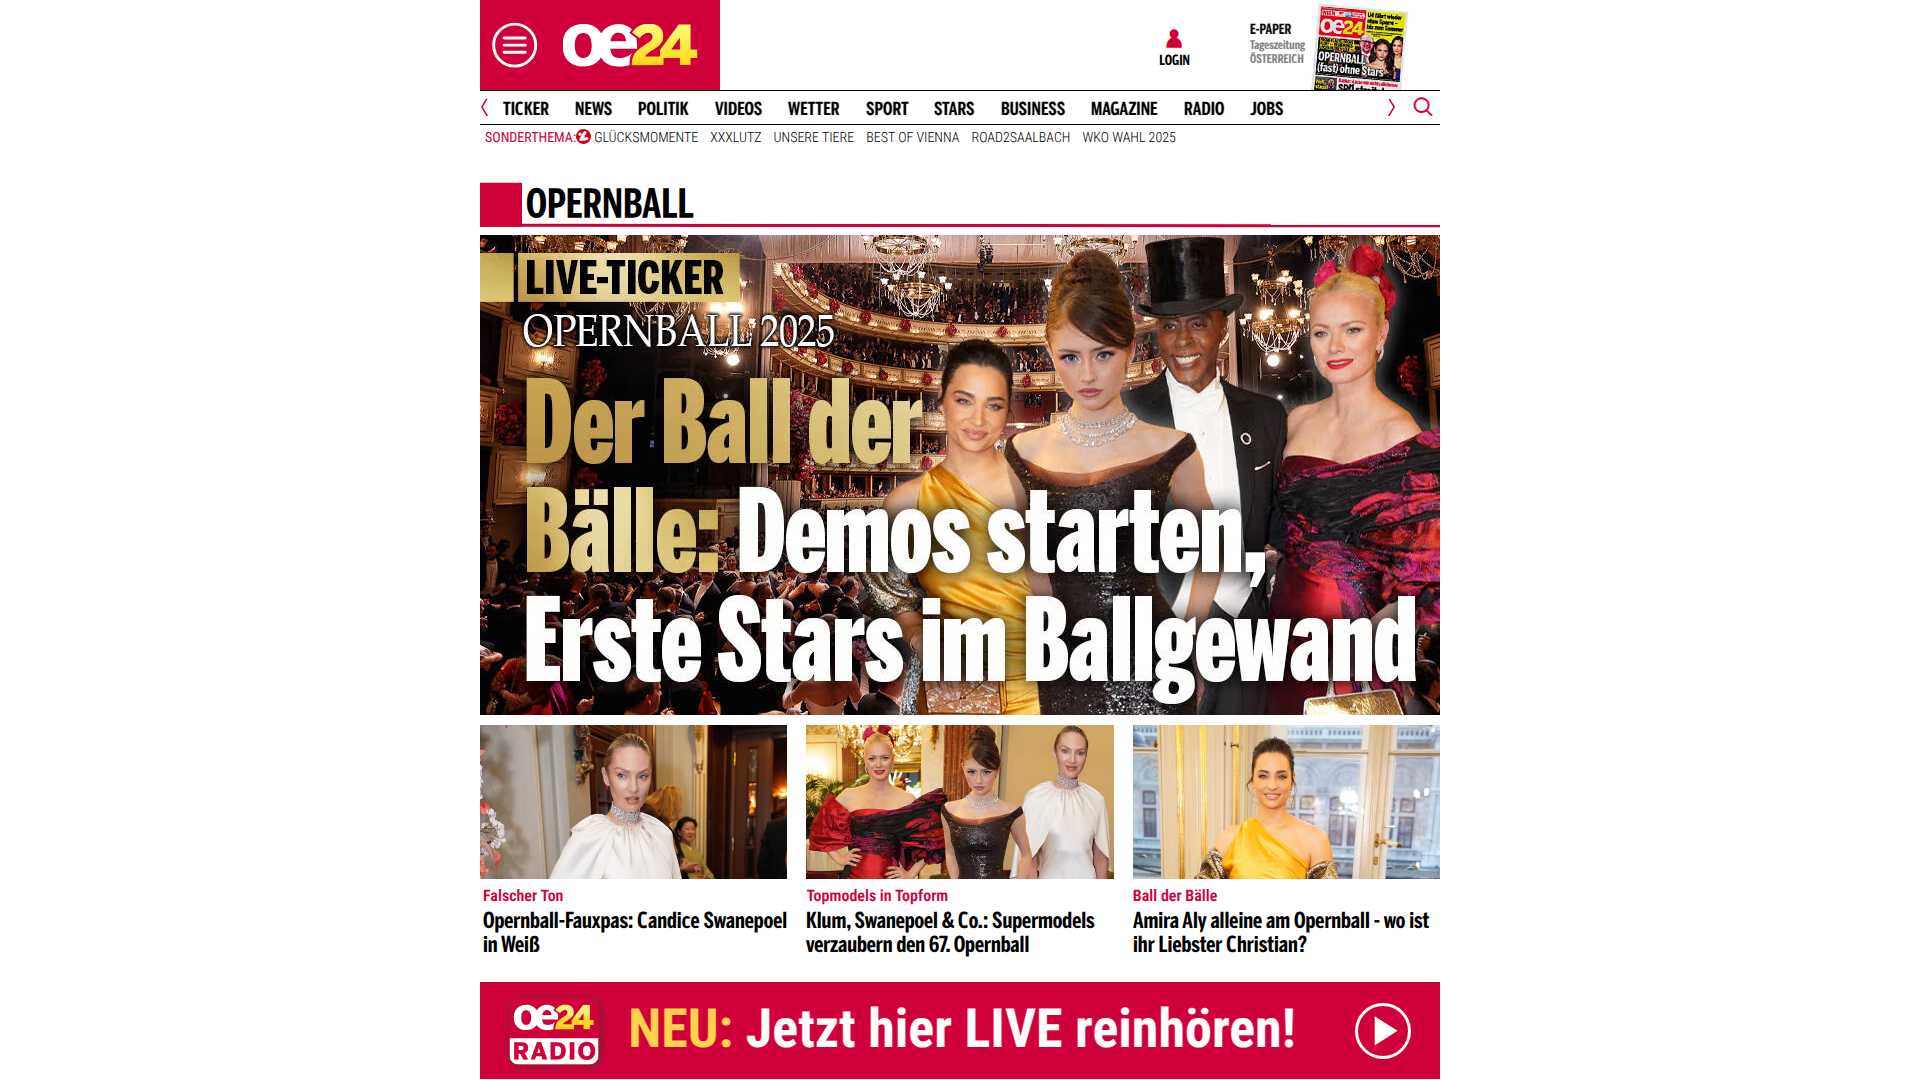 oe24
LOGIN
E-PAPER
Tageszeitung
ÖSTERREICH
oe24
OPERNBALL
(fast) ohne Stars
TICKER NEWS POLITIK VIDEOS WETTER SPORT STARS BUSINESS MAGAZINE RADIO JOBS
SONDERTHEMA: GLÜCKSMOMENTE XXXLUTZ UNSERE TIERE BEST OF VIENNA ROAD2SAALBACH WKO WAHL 2025
OPERNBALL
LIVE-TICKER
OPERNBALL 2025
Der Ball der
Bälle: Demos starten,
Erste Stars im Ballgewand
Falscher Ton
Opernball-Fauxpas: Candice Swanepoel
in Weiß
Topmodels in Topform
Klum, Swanepoel & Co.: Supermodels
verzaubern den 67. Opernball
Ball der Bälle
Amira Aly alleine am Opernball - wo ist
ihr Liebster Christian?
oe24
RADIO
NEU: Jetzt hier LIVE reinhören!